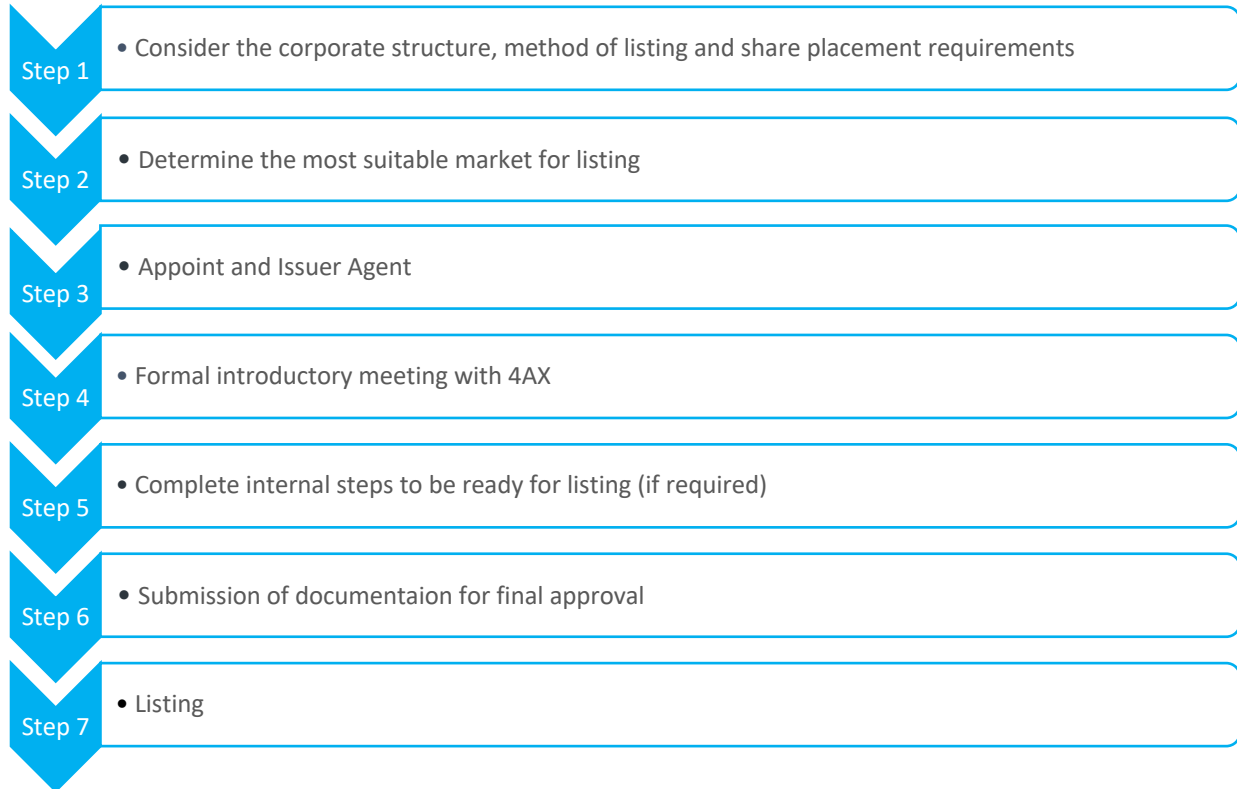 Step 1
• Consider the corporate structure, method of listing and share placement requirements
Step 2
• Determine the most suitable market for listing
Step 3
• Appoint and Issuer Agent
Step 4
• Formal introductory meeting with 4AX
Step 5
• Complete internal steps to be ready for listing (if required)
Step 6
• Submission of documentaion for final approval
Step 7
• Listing